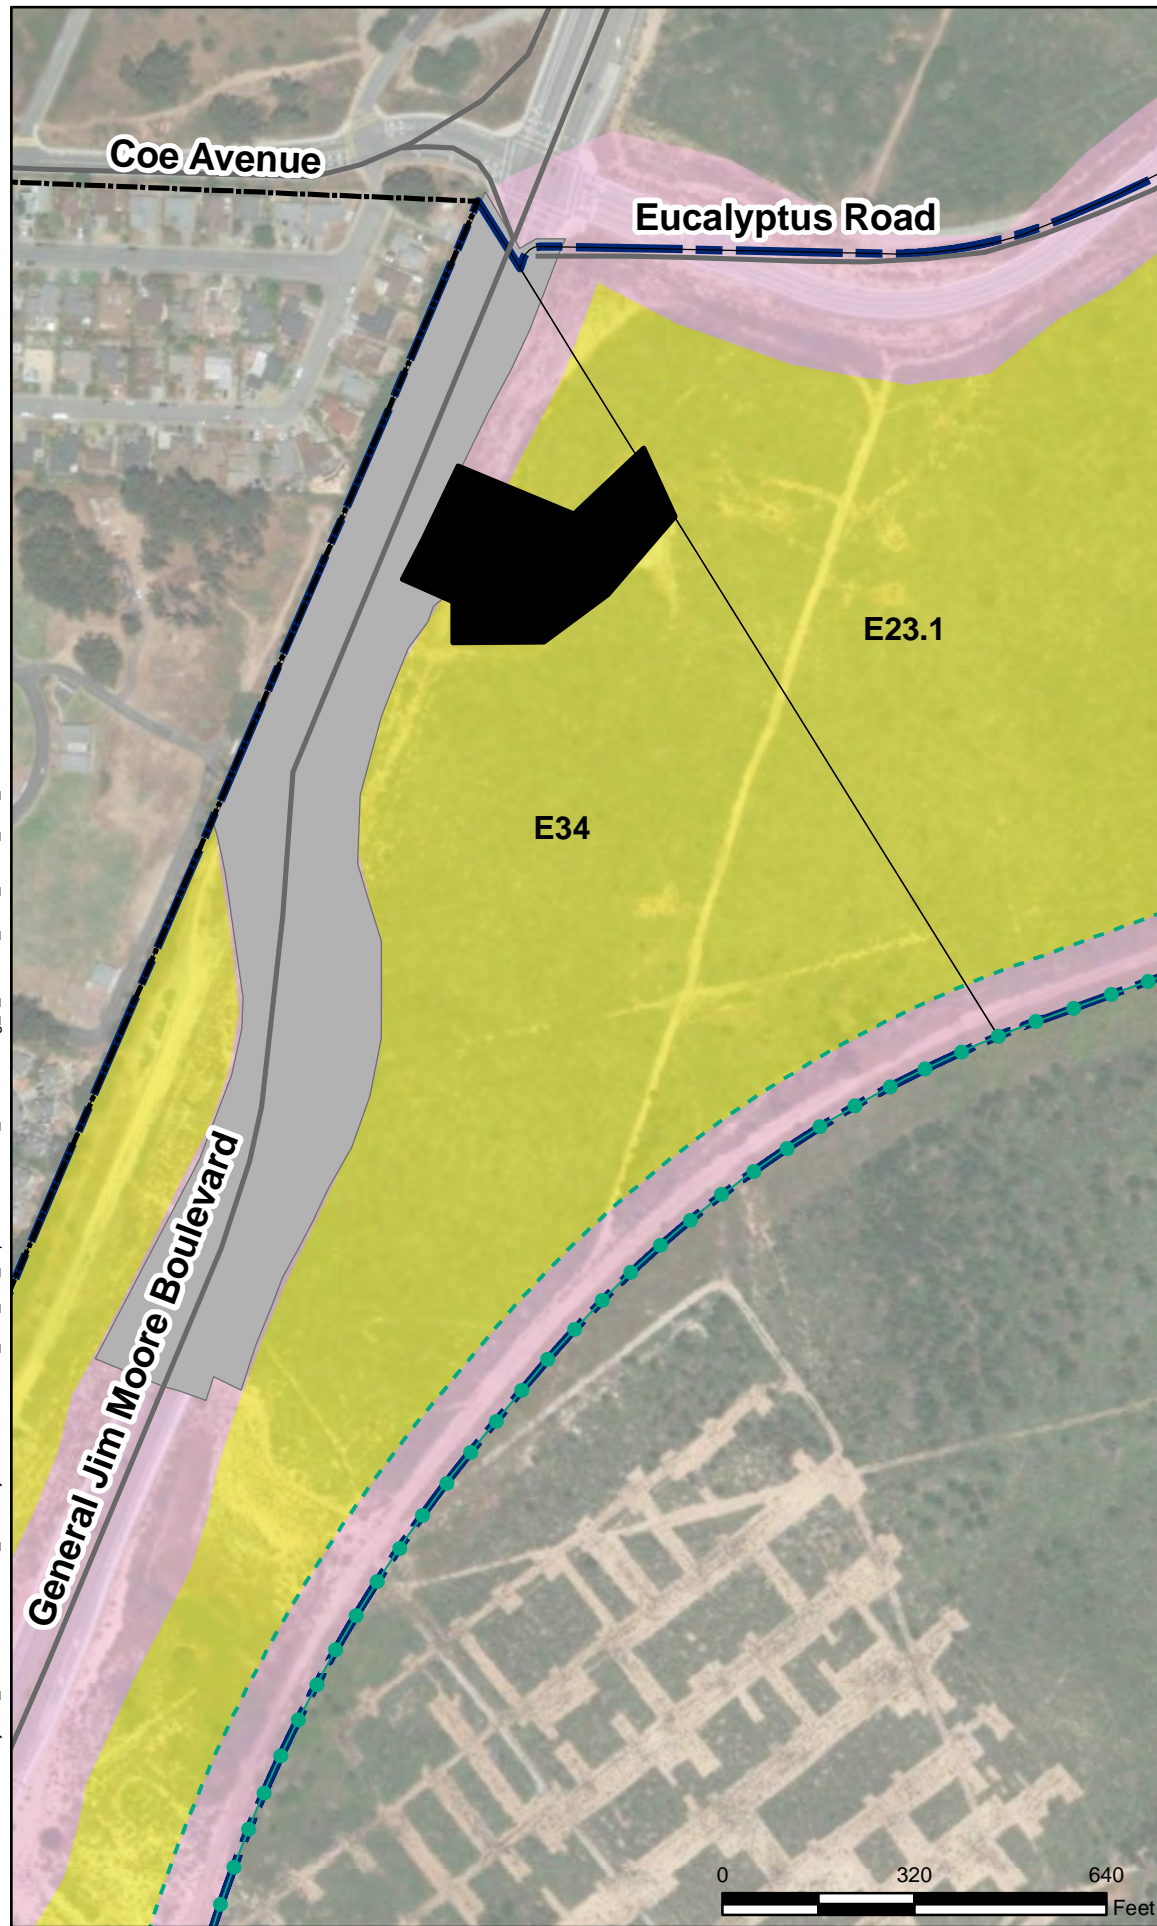 Coe Avenue
Eucalyptus Road
E23.1
E34
General Jim Moore Boulevard
0 320 640
Feet